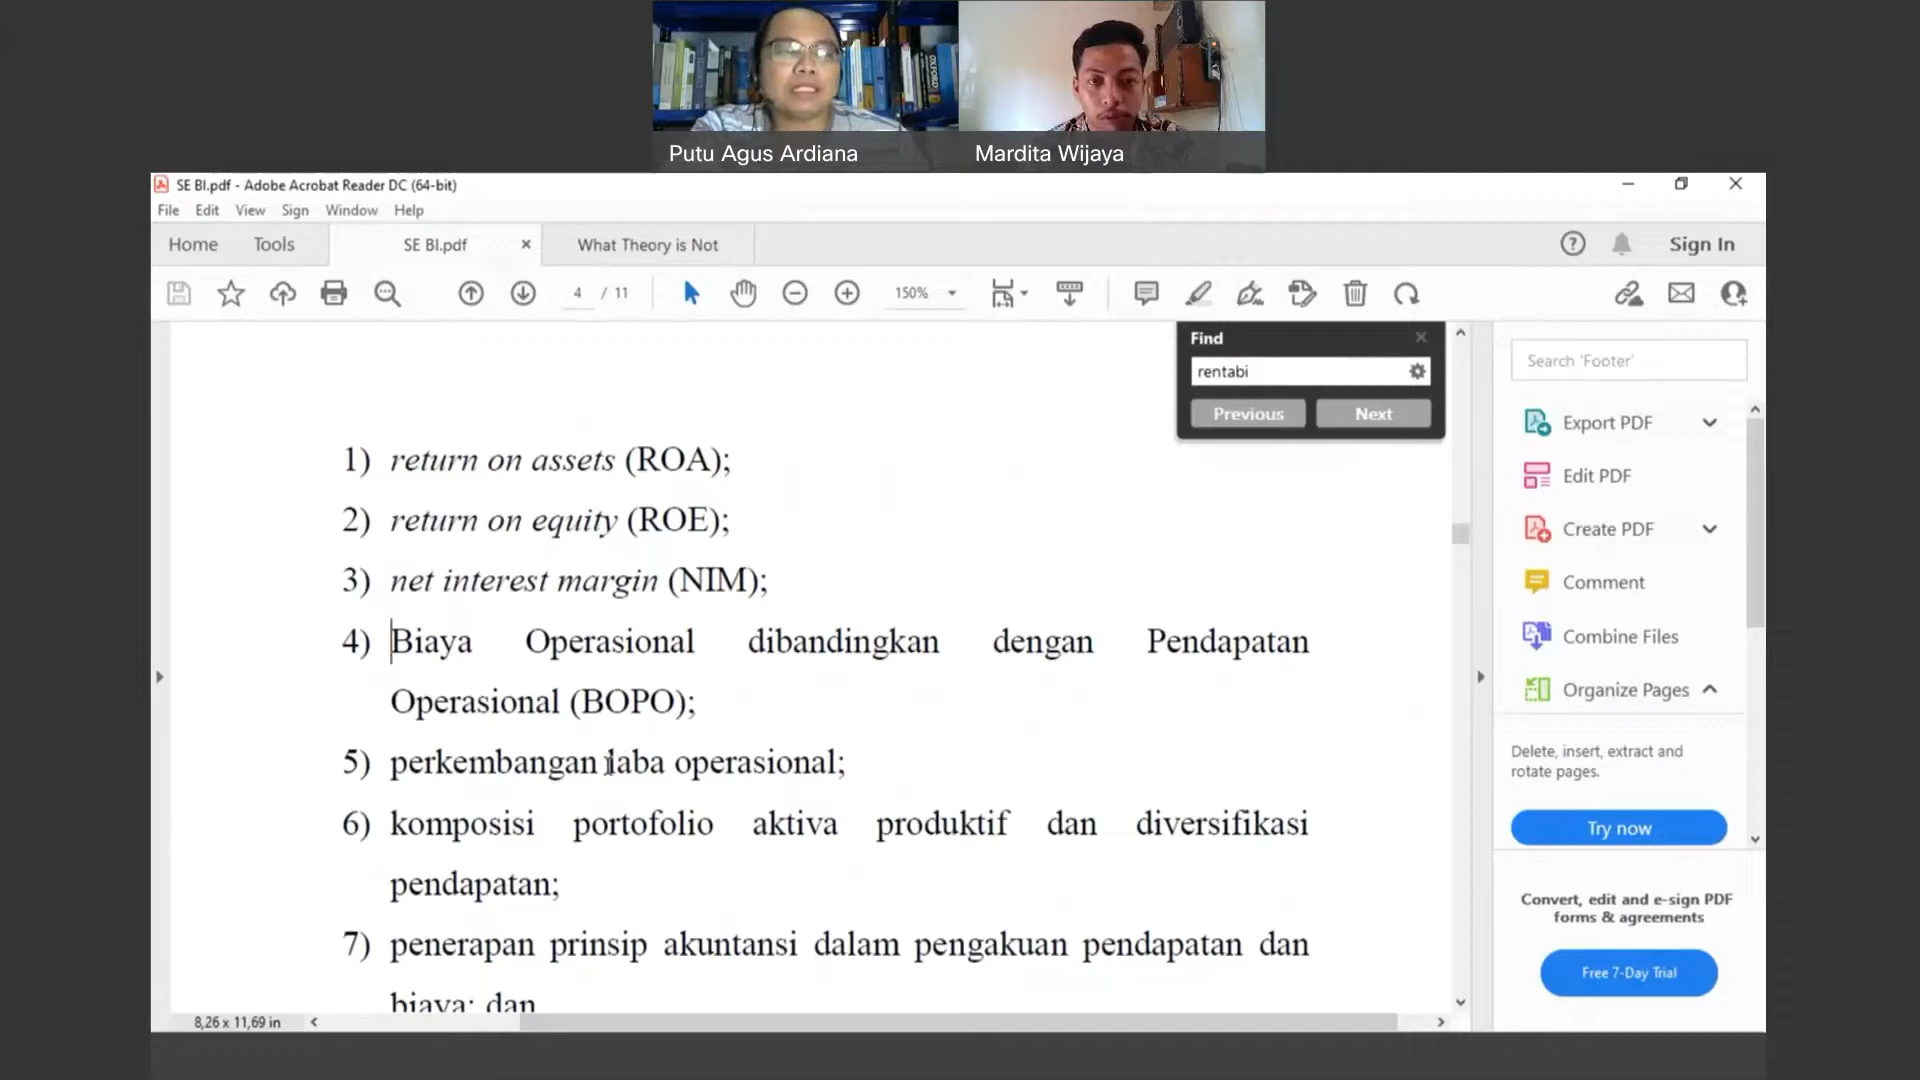 OXFORD
Putu Agus Ardiana
Mardita Wijaya
SE BI.pdf - Adobe Acrobat Reader DC (64-bit)
File Edit View Sign Window Help
Home Tools SE BI.pdf What Theory is Not Sign In
4 / 11 150%
Find
rentabi
Previous Next
1) return on assets (ROA);
2) return on equity (ROE);
3) net interest margin (NIM);
4) Biaya Operasional dibandingkan dengan Pendapatan
Operasional (BOPO);
5) perkembangan laba operasional;
6) komposisi portofolio aktiva produktif dan diversifikasi
pendapatan;
7) penerapan prinsip akuntansi dalam pengakuan pendapatan dan
biaya; dan
8,26 x 11,69 in
Search 'Footer'
Export PDF
Edit PDF
Create PDF
Comment
Combine Files
Organize Pages
Delete, insert, extract and
rotate pages.
Try now
Convert, edit and e-sign PDF
forms & agreements
Free 7-Day Trial